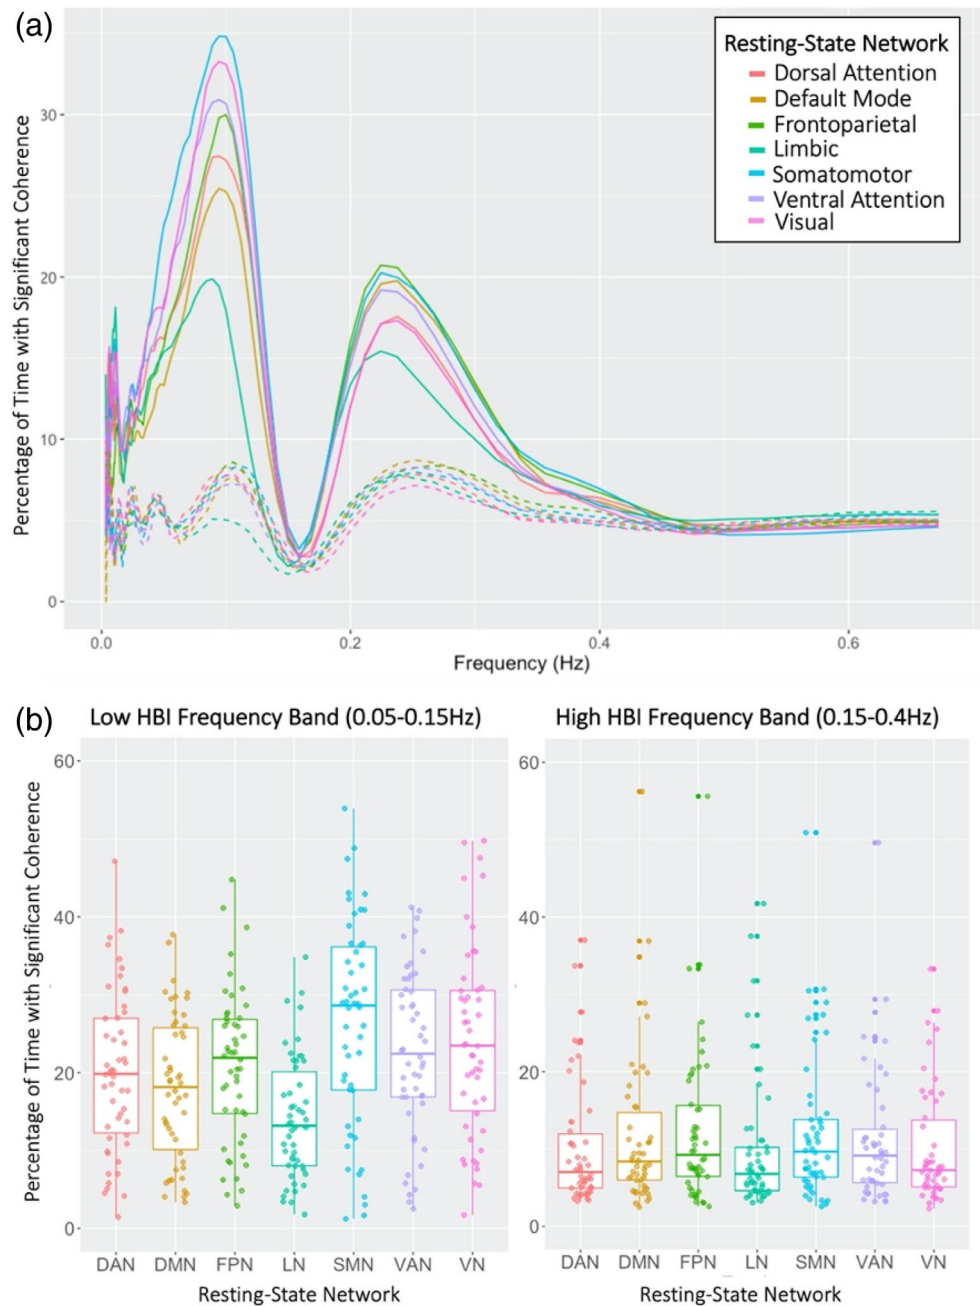 (a)
Percentage of Time with Significant Coherence
30
20
10
0
0.0
0.2
0.4
0.6
Frequency (Hz)
Resting-State Network
Dorsal Attention
Default Mode
Frontoparietal
Limbic
Somatomotor
Ventral Attention
Visual
(b)
Low HBI Frequency Band (0.05-0.15Hz)
Percentage of Time with Significant Coherence
60
40
20
0
DAN DMN FPN LN SMN VAN VN
Resting-State Network
High HBI Frequency Band (0.15-0.4Hz)
60
40
20
0
DAN DMN FPN LN SMN VAN VN
Resting-State Network